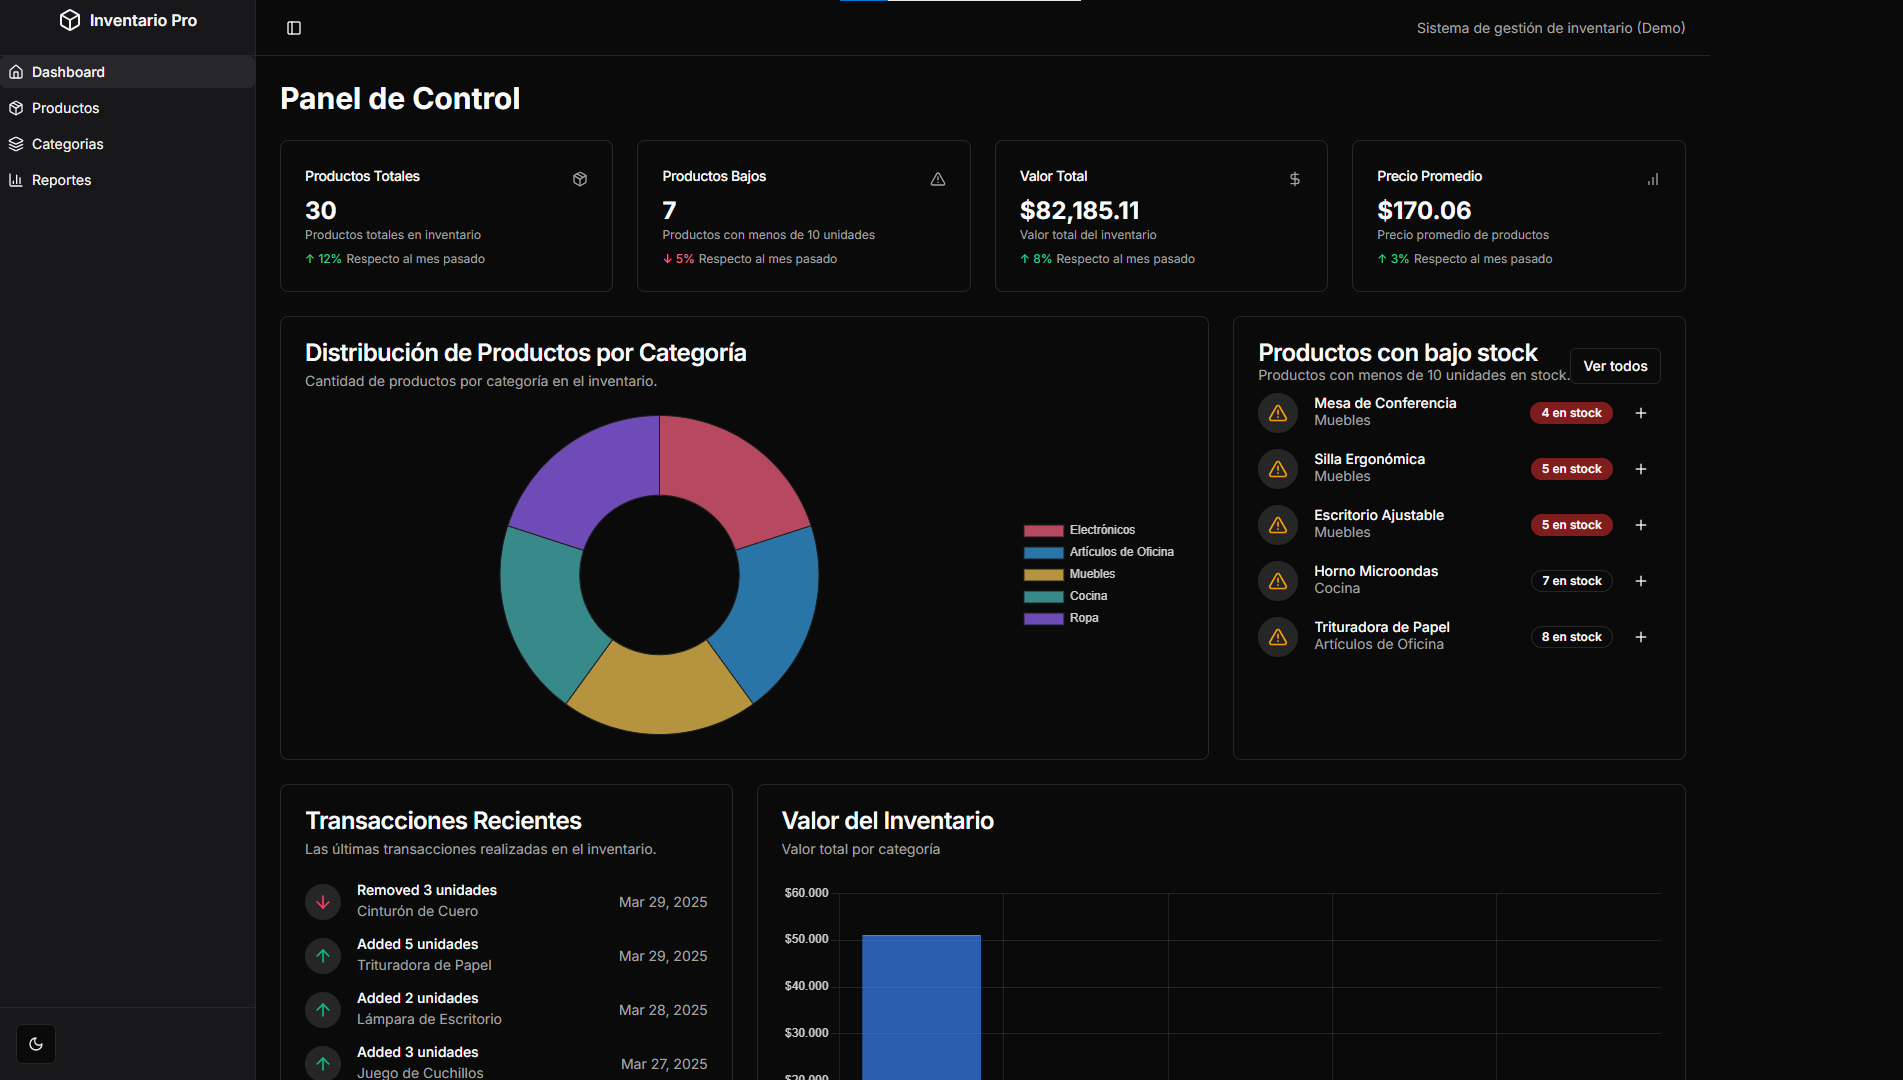 Inventario Pro
Dashboard
Productos
Categorias
Reportes
Sistema de gestión de inventario (Demo)
Panel de Control
Productos Totales
30
Productos totales en inventario
12% Respecto al mes pasado
Productos Bajos
7
Productos con menos de 10 unidades
5% Respecto al mes pasado
Valor Total
$82,185.11
Valor total del inventario
8% Respecto al mes pasado
Precio Promedio
$170.06
Precio promedio de productos
3% Respecto al mes pasado
Distribución de Productos por Categoría
Cantidad de productos por categoría en el inventario.
Electrónicos
Artículos de Oficina
Muebles
Cocina
Ropa
Productos con bajo stock
Productos con menos de 10 unidades en stock.
Ver todos
Mesa de Conferencia
Muebles
4 en stock
Silla Ergonómica
Muebles
5 en stock
Escritorio Ajustable
Muebles
5 en stock
Horno Microondas
Cocina
7 en stock
Trituradora de Papel
Artículos de Oficina
8 en stock
Transacciones Recientes
Las últimas transacciones realizadas en el inventario.
Removed 3 unidades
Cinturón de Cuero
Mar 29, 2025
Added 5 unidades
Trituradora de Papel
Mar 29, 2025
Added 2 unidades
Lámpara de Escritorio
Mar 28, 2025
Added 3 unidades
Juego de Cuchillos
Mar 27, 2025
Valor del Inventario
Valor total por categoría
$60.000
$50.000
$40.000
$30.000
$20.000